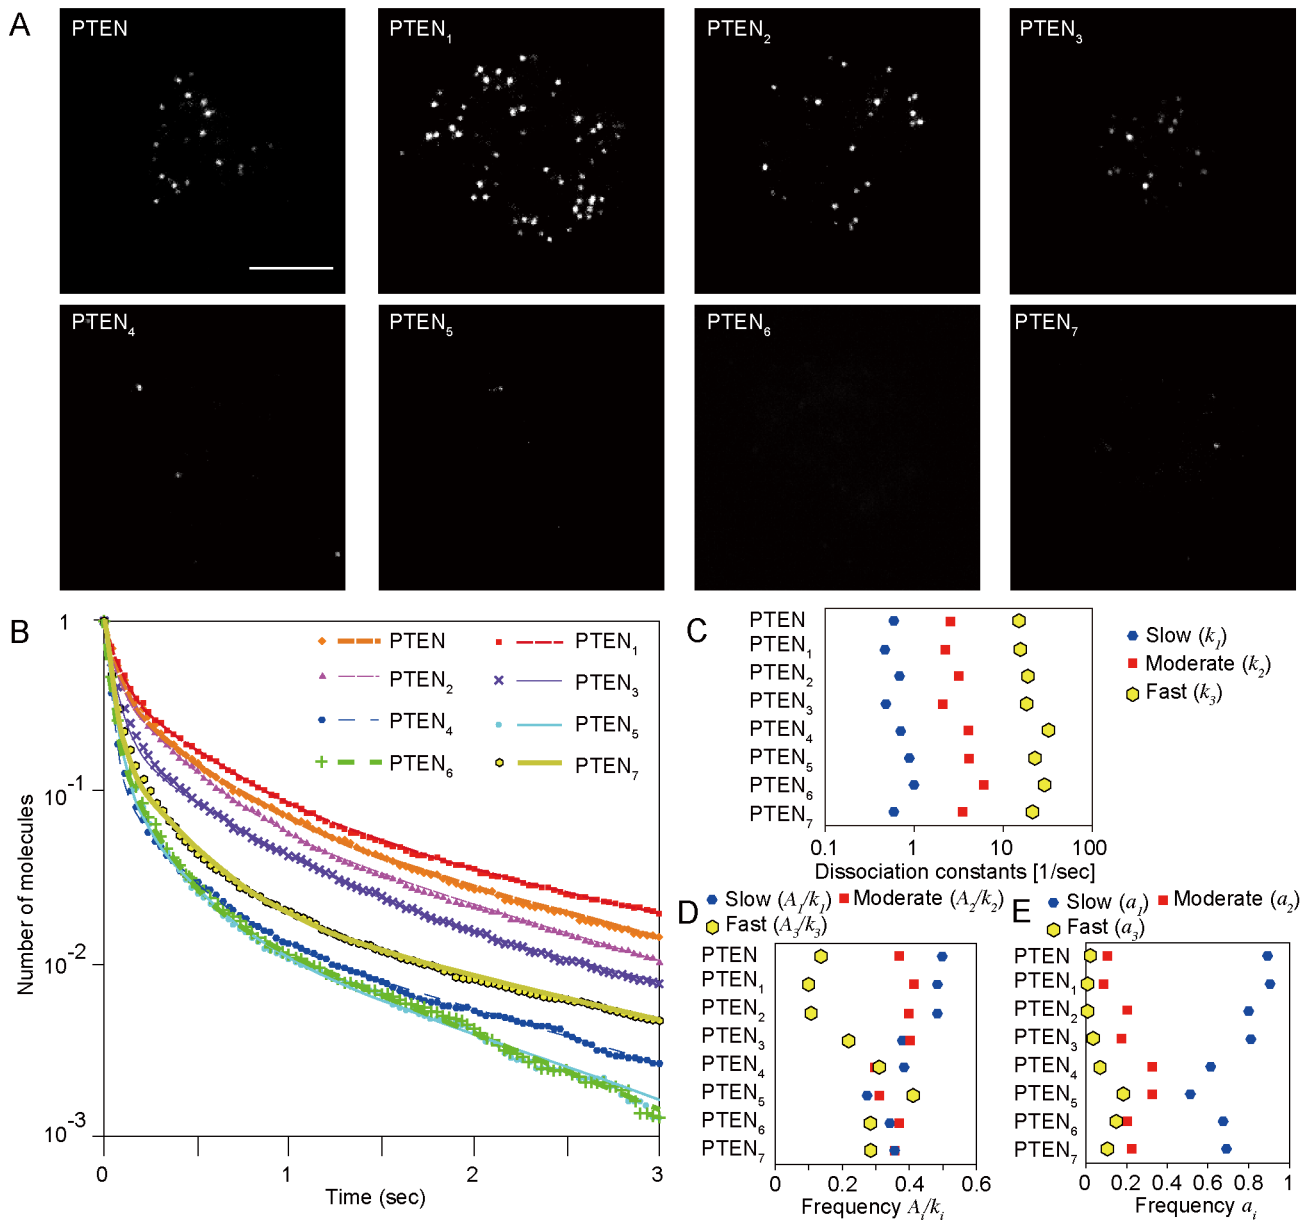 A
PTEN
PTEN1
PTEN2
PTEN3
PTEN4
PTEN5
PTEN6
PTEN7
B
Number of molecules
1
10-1
10-2
10-3
PTEN
PTEN1
PTEN2
PTEN3
PTEN4
PTEN5
PTEN6
PTEN7
0 1 2 3
Time (sec)
C
PTEN
PTEN1
PTEN2
PTEN3
PTEN4
PTEN5
PTEN6
PTEN7
0.1 1 10 100
Dissociation constants [1/sec]
Slow (k1)
Moderate (k2)
Fast (k3)
D
Slow (A1/k1) Moderate (A2/k2)
Fast (A3/k3)
PTEN
PTEN1
PTEN2
PTEN3
PTEN4
PTEN5
PTEN6
PTEN7
0 0.2 0.4 0.6
Frequency Ai/ki
E
Slow (a1) Moderate (a2)
Fast (a3)
PTEN
PTEN1
PTEN2
PTEN3
PTEN4
PTEN5
PTEN6
PTEN7
0 0.2 0.4 0.6 0.8 1
Frequency ai